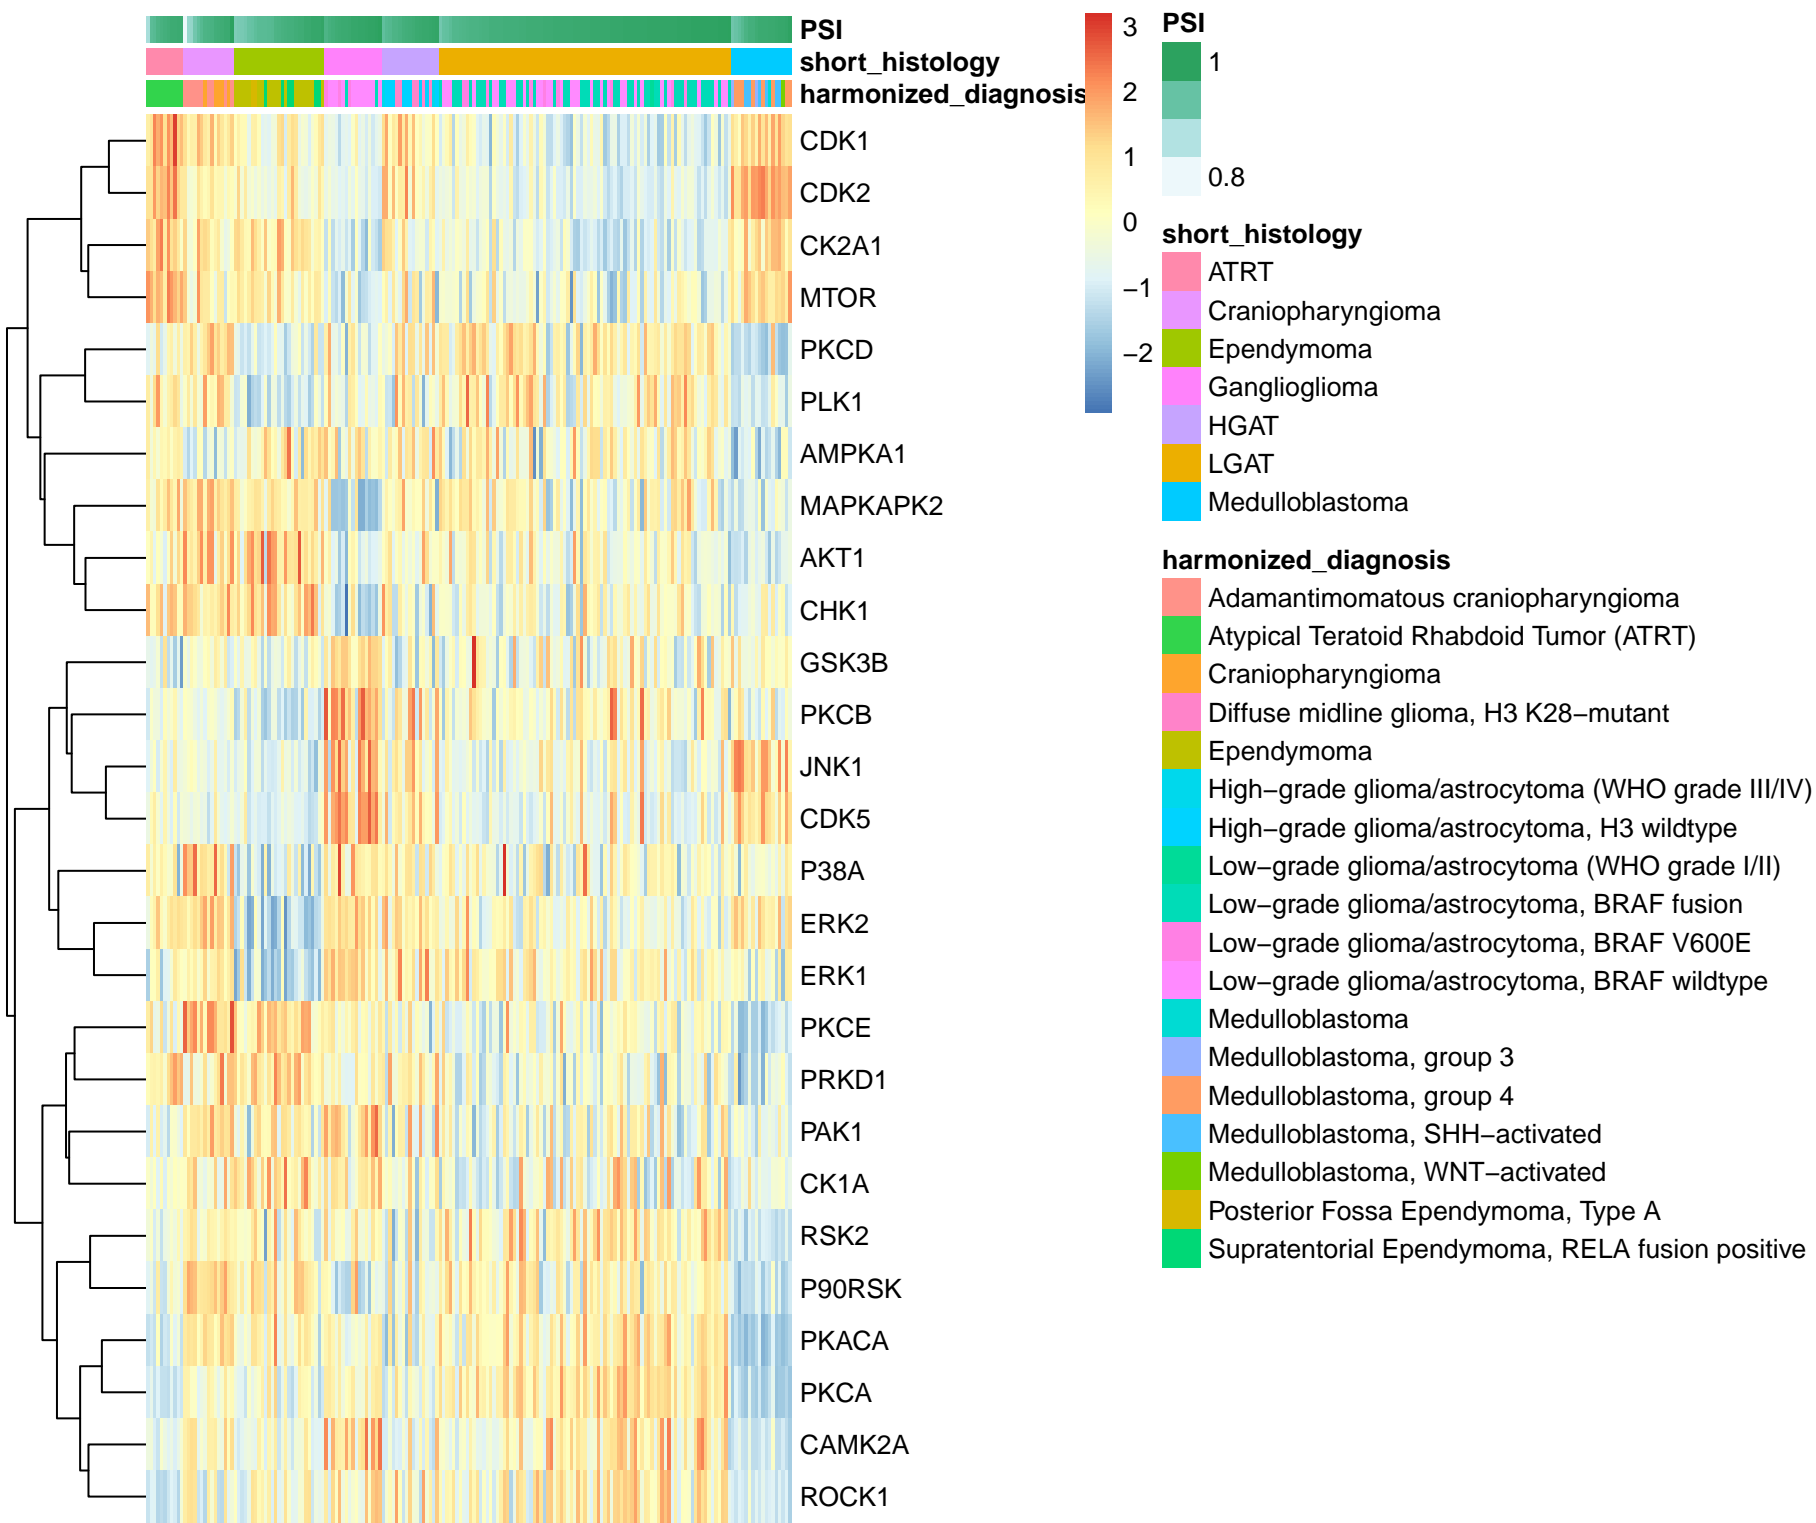 PSI
short_histology
harmonized_diagnosis
CDK1
CDK2
CK2A1
MTOR
PKCD
PLK1
AMPKA1
MAPKAPK2
AKT1
CHK1
GSK3B
PKCB
JNK1
CDK5
P38A
ERK2
ERK1
PKCE
PRKD1
PAK1
CK1A
RSK2
P90RSK
PKACA
PKCA
CAMK2A
ROCK1
3
2
1
0
−1
−2
PSI
1
0.8
short_histology
ATRT
Craniopharyngioma
Ependymoma
Ganglioglioma
HGAT
LGAT
Medulloblastoma
harmonized_diagnosis
Adamantimomatous craniopharyngioma
Atypical Teratoid Rhabdoid Tumor (ATRT)
Craniopharyngioma
Diffuse midline glioma, H3 K28−mutant
Ependymoma
High−grade glioma/astrocytoma (WHO grade III/IV)
High−grade glioma/astrocytoma, H3 wildtype
Low−grade glioma/astrocytoma (WHO grade I/II)
Low−grade glioma/astrocytoma, BRAF fusion
Low−grade glioma/astrocytoma, BRAF V600E
Low−grade glioma/astrocytoma, BRAF wildtype
Medulloblastoma
Medulloblastoma, group 3
Medulloblastoma, group 4
Medulloblastoma, SHH−activated
Medulloblastoma, WNT−activated
Posterior Fossa Ependymoma, Type A
Supratentorial Ependymoma, RELA fusion positive